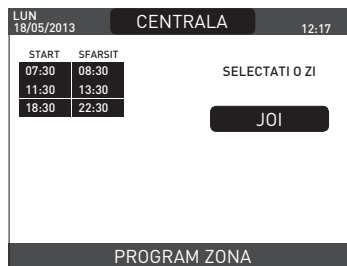 LUN
18/05/2013 CENTRALA 12:17
START SFARSIT
07:30 08:30
11:30 13:30
18:30 22:30
SELECTATI O ZI
JOI
PROGRAM ZONA